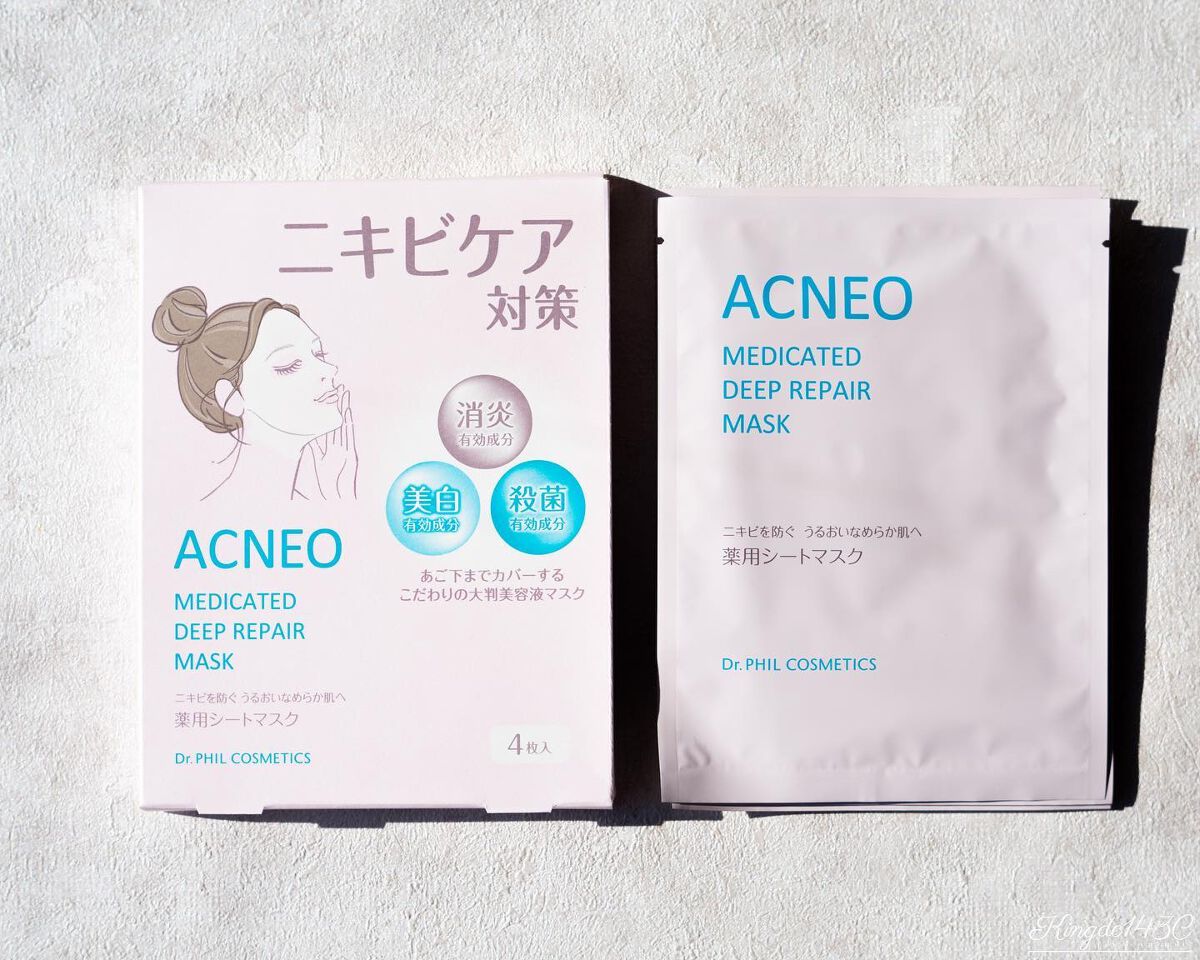 ニキビケア
対策
消炎
有効成分
美白
有効成分
殺菌
有効成分
あご下までカバーする
こだわりの大判美容液マスク
ACNEO
MEDICATED
DEEP REPAIR
MASK
ニキビを防ぐ うるおいなめらか肌へ
薬用シートマスク
Dr. PHIL COSMETICS
4枚入
ACNEO
MEDICATED
DEEP REPAIR
MASK
ニキビを防ぐ うるおいなめらか肌へ
薬用シートマスク
Dr. PHIL COSMETICS